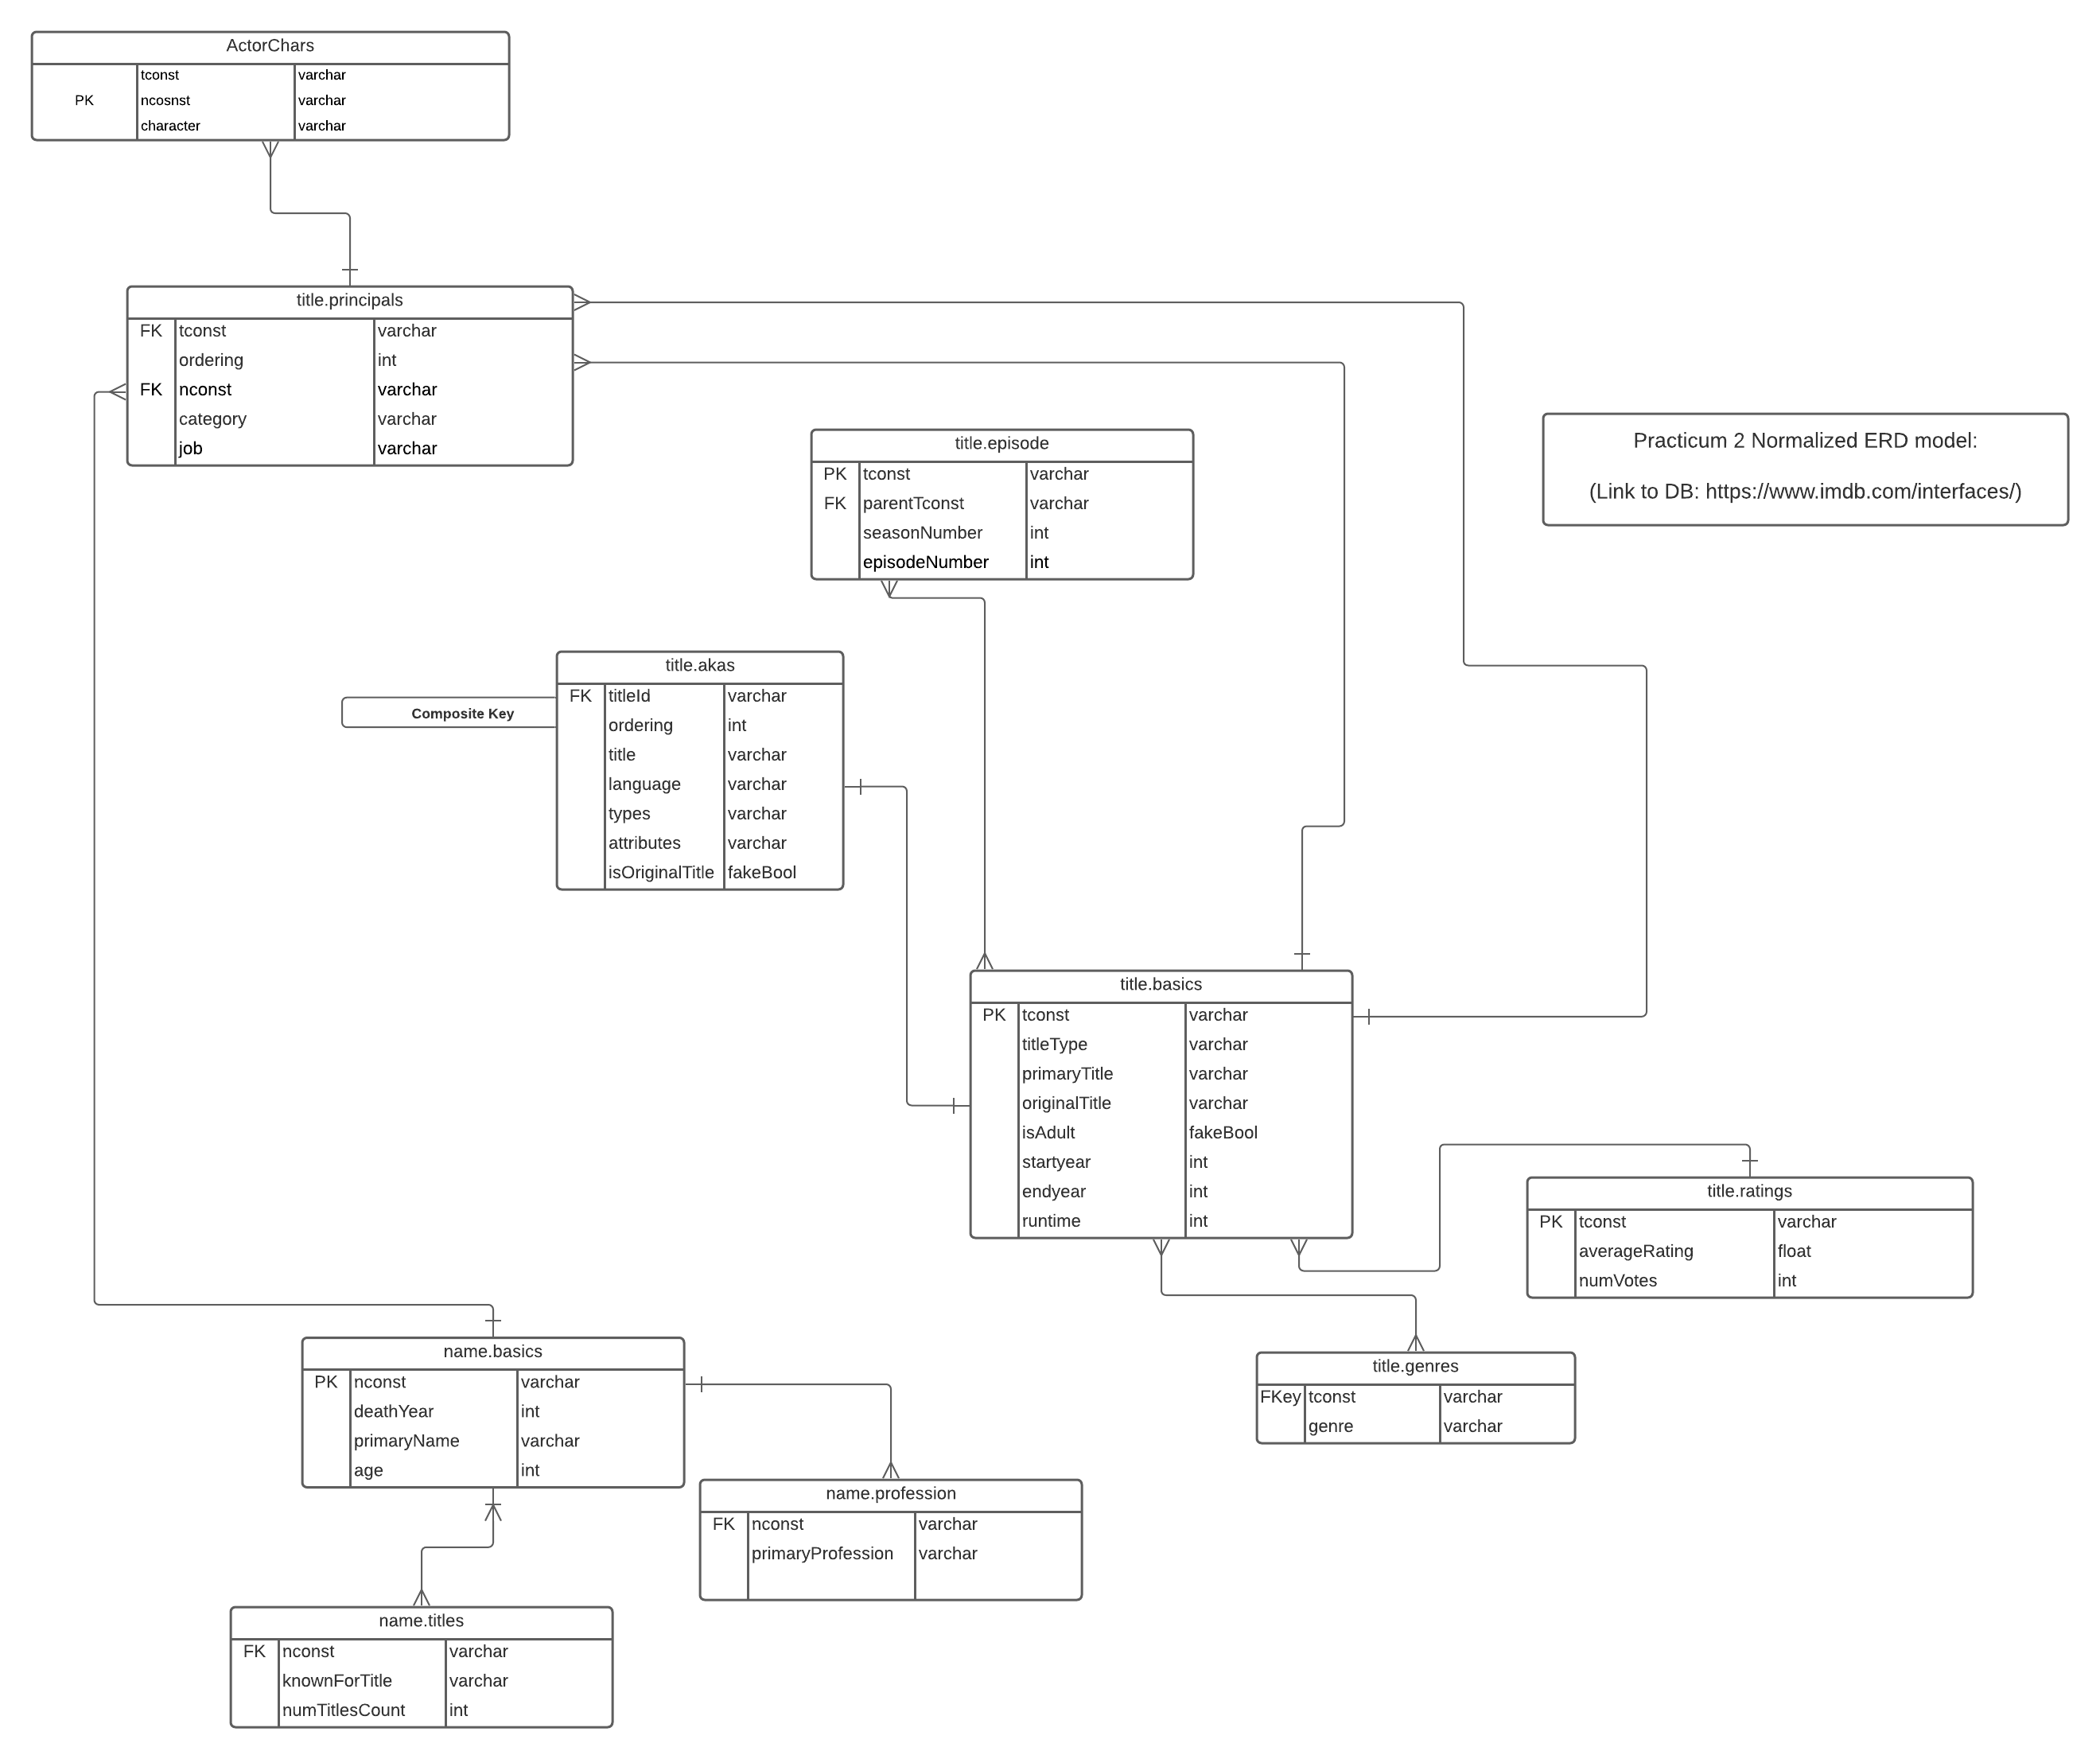 ActorChars
tconst varchar
PK ncosnst varchar
character varchar
title.principals
FK tconst varchar
ordering int
FK nconst varchar
category varchar
job varchar
title.episode
PK tconst varchar
FK parentTconst varchar
seasonNumber int
episodeNumber int
Practicum 2 Normalized ERD model:
(Link to DB: https://www.imdb.com/interfaces/)
title.akas
FK titleId varchar
Composite Key
ordering int
title varchar
language varchar
types varchar
attributes varchar
isOriginalTitle fakeBool
title.basics
PK tconst varchar
titleType varchar
primaryTitle varchar
originalTitle varchar
isAdult fakeBool
startyear int
endyear int
runtime int
title.ratings
PK tconst varchar
averageRating float
numVotes int
title.genres
FKey tconst varchar
genre varchar
name.basics
PK nconst varchar
deathYear int
primaryName varchar
age int
name.profession
FK nconst varchar
primaryProfession varchar
name.titles
FK nconst varchar
knownForTitle varchar
numTitlesCount int